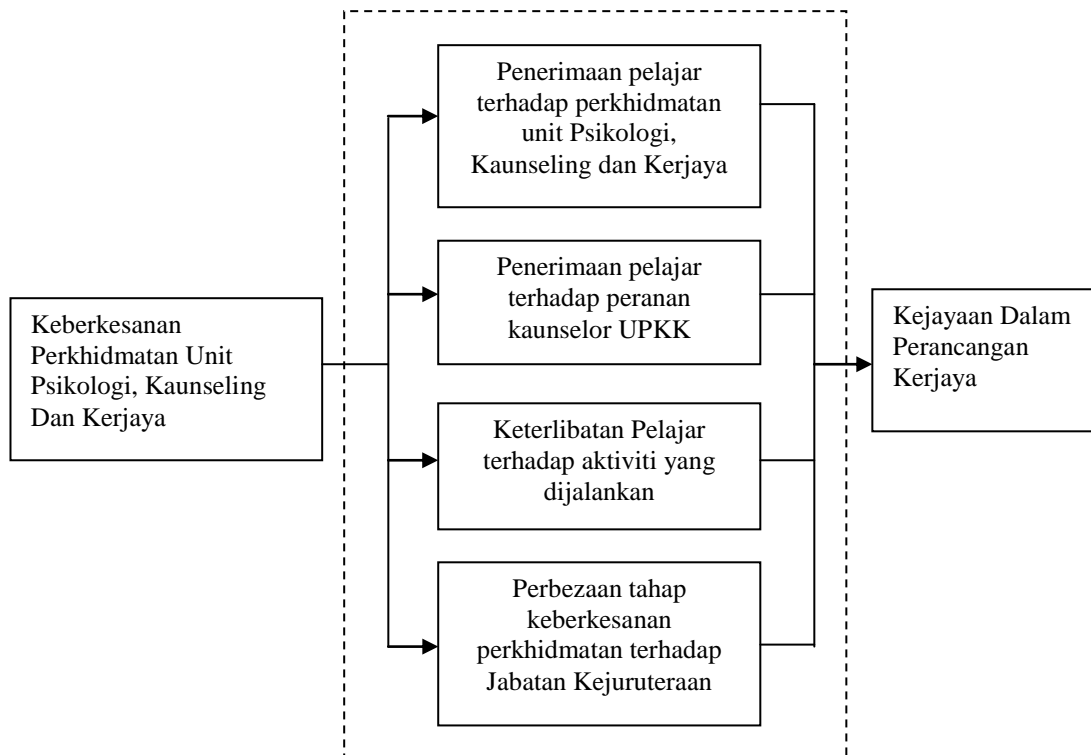 Keberkesanan
Perkhidmatan Unit
Psikologi, Kaunseling
Dan Kerjaya
Penerimaan pelajar
terhadap perkhidmatan
unit Psikologi,
Kaunseling dan Kerjaya
Penerimaan pelajar
terhadap peranan
kaunselor UPKK
Keterlibatan Pelajar
terhadap aktiviti yang
dijalankan
Perbezaan tahap
keberkesanan
perkhidmatan terhadap
Jabatan Kejuruteraan
Kejayaan Dalam
Perancangan
Kerjaya